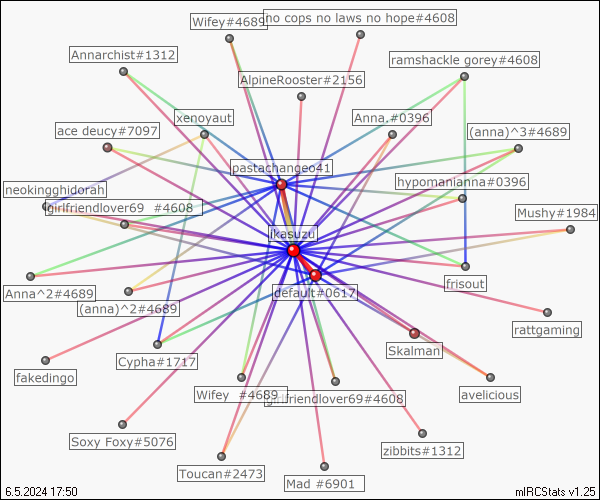 Wifey#4689
no cops no laws no hope#4608
Annarchist#1312
ramshackle gorey#4608
AlpineRooster#2156
xenoyaut
Anna,#0396
ace deucy#7097
(anna)^3#4689
pastachangeo41
neokingghidorah
hypomanianna#0396
girlfriendlover69 #4608
Mushy#1984
ikasuzu
Anna^2#4689
default#0617
frisout
(anna)^2#4689
rattgaming
Cypha#1717
Skalman
fakedingo
Wifey #4689
girlfriendlover69#4608
avelicious
Soxy Foxy#5076
zibbits#1312
Toucan#2473
Mad #6901
6.5.2024 17:50
mIRCStats v1.25